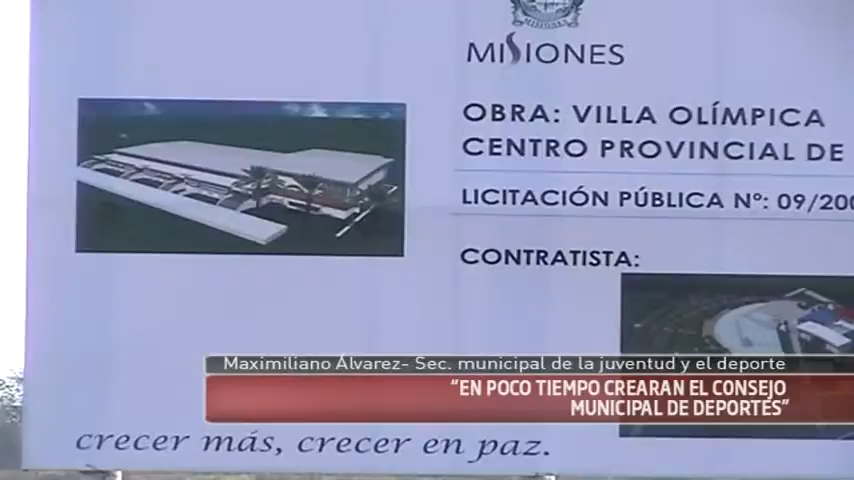 MISIONES
MISIONES
OBRA: VILLA OLÍMPICA
CENTRO PROVINCIAL DE
LICITACIÓN PÚBLICA Nº: 09/200
CONTRATISTA:
Maximiliano Álvarez- Sec. municipal de la juventud y el deporte
“EN POCO TIEMPO CREARAN EL CONSEJO
MUNICIPAL DE DEPORTES”
crecer más, crecer en paz.